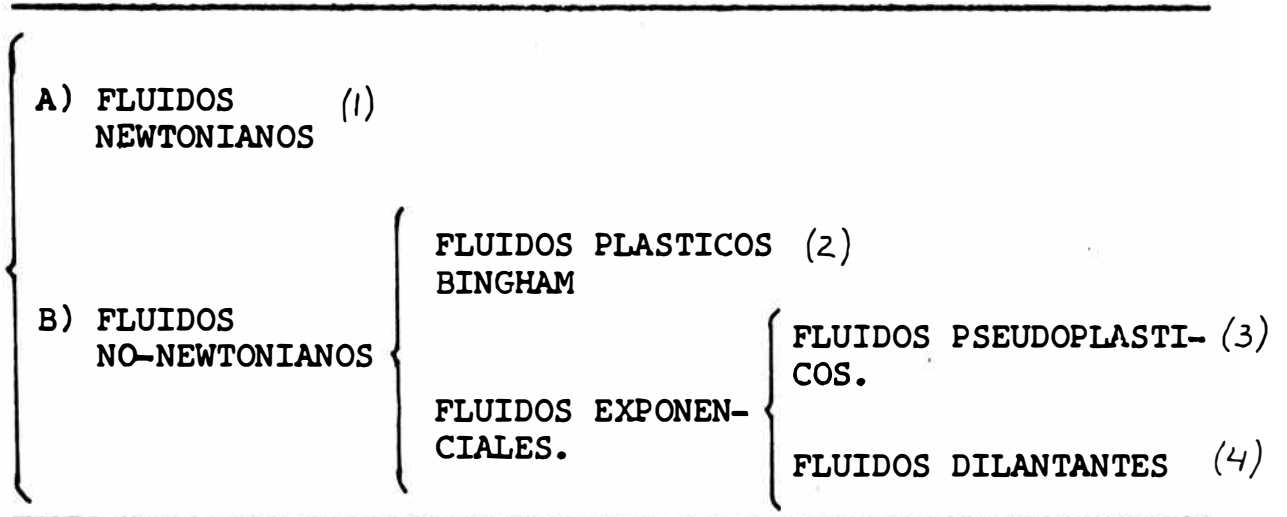 A) FLUIDOS (1)
NEWTONIANOS
FLUIDOS PLASTICOS (2)
BINGHAM
B) FLUIDOS
NO-NEWTONIANOS
FLUIDOS PSEUDOPLASTI- (3)
COS.
FLUIDOS EXPONEN-
CIALES.
FLUIDOS DILANTANTES (4)